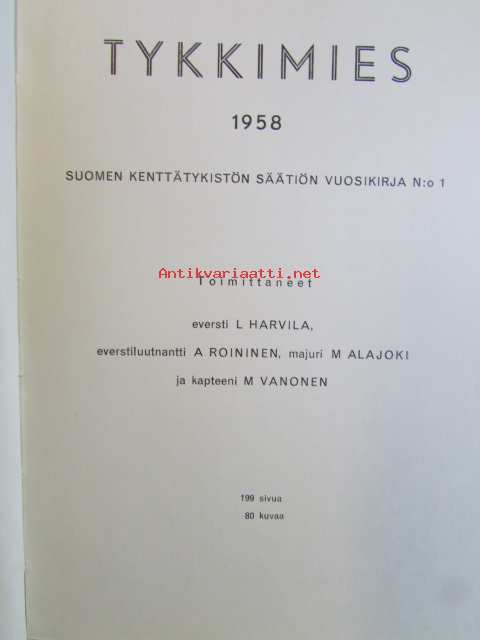 TYKKIMIES
1958
SUOMEN KENTTÄTYKISTÖN SÄÄTIÖN VUOSIKIRJA N:o 1
Antikvariaatti.net
Toimittaneet
eversti L HARVILA,
everstiluutnantti A ROININEN, majuri M ALAJOKI
ja kapteeni M VANONEN
199 sivua
80 kuvaa